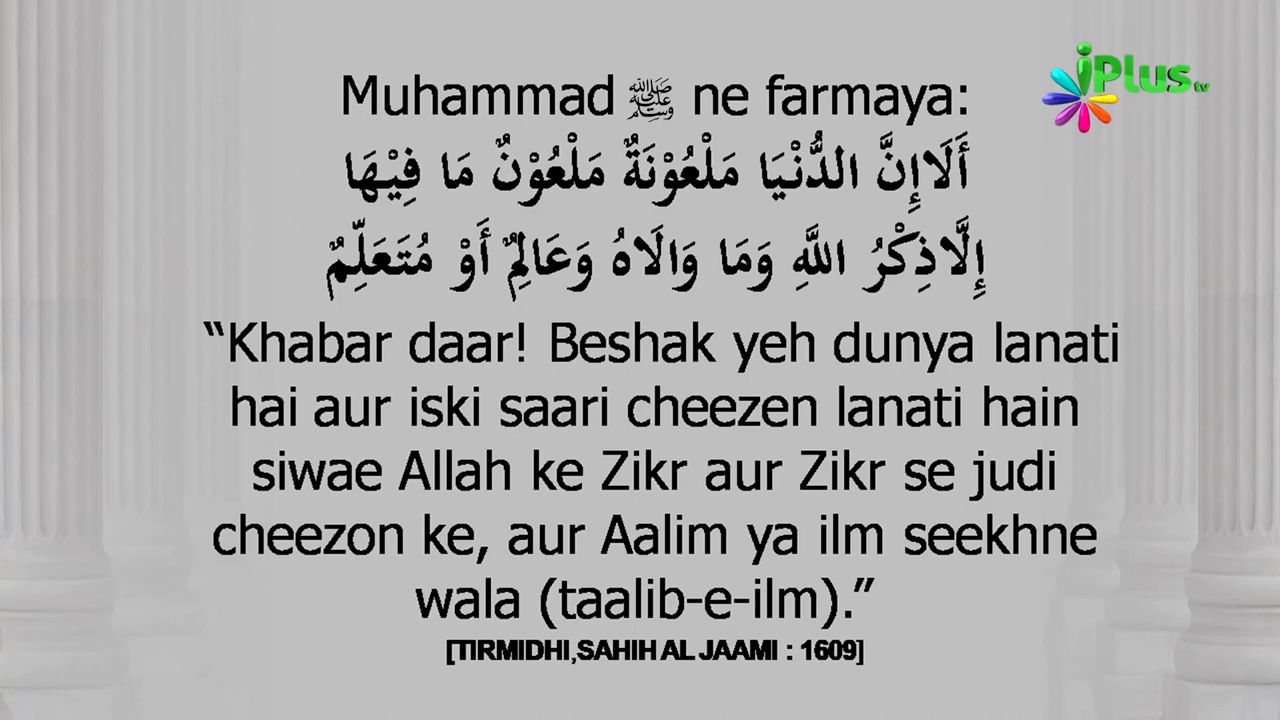 iPlus tv
Muhammad ﷺ ne farmaya:
أَلَاإِنَّ الدُّنْيَا مَلْعُوْنَةٌ مَلْعُوْنٌ مَا فِيْهَا
إِلَّاذِكْرُ اللَّهِ وَمَا وَالَاهُ وَعَالِمٌ أَوْ مُتَعَلِّمٌ
“Khabar daar! Beshak yeh dunya lanati
hai aur iski saari cheezen lanati hain
siwae Allah ke Zikr aur Zikr se judi
cheezon ke, aur Aalim ya ilm seekhne
wala (taalib-e-ilm).”
[TIRMIDHI,SAHIH AL JAAMI : 1609]